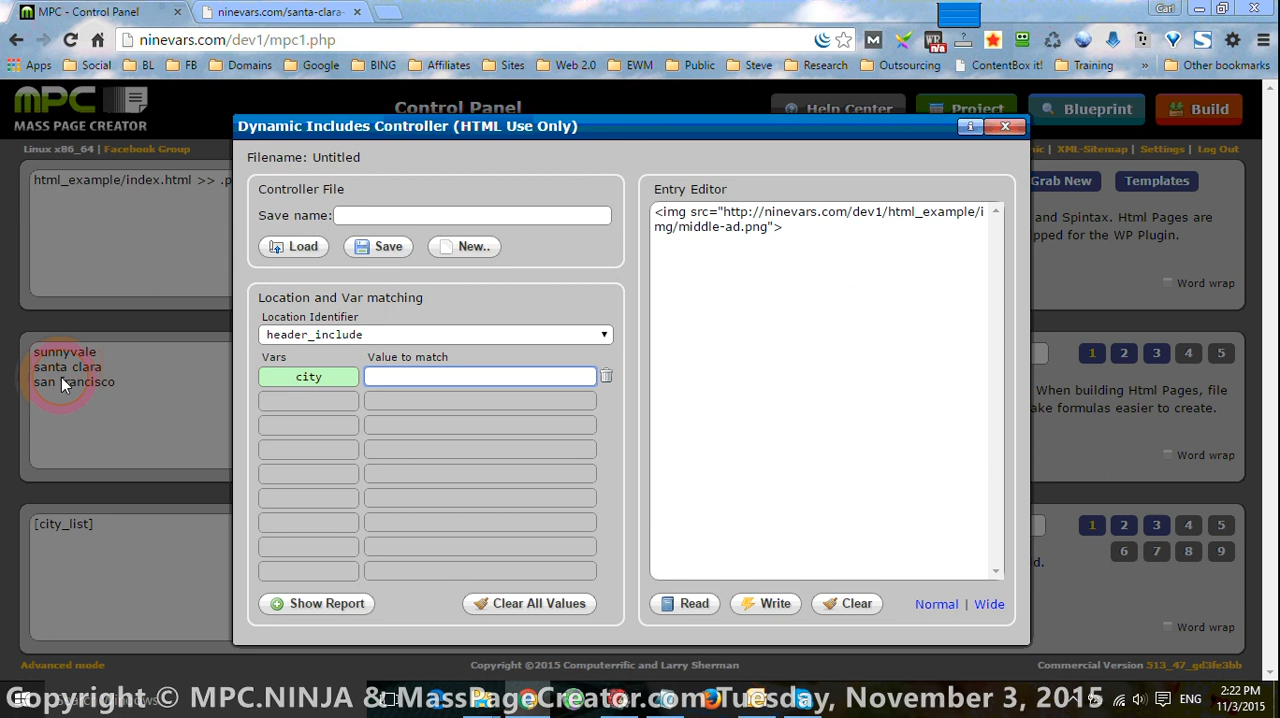 MPC - Control Panel
ninevars.com/santa-clara-
Carl
ninevars.com/dev1/mpc1.php
Apps Social BL FB Domains Google BING Affiliates Sites Web 2.0 EWM Public Steve Research Outsourcing ContentBox it! Training » Other bookmarks
MPC
MASS PAGE CREATOR
Control Panel
Help Center Project Blueprint Build
Linux x86_64 | Facebook Group
XML-Sitemap | Settings | Log Out
Dynamic Includes Controller (HTML Use Only)
Filename: Untitled
Controller File
Save name:
Load Save New..
Location and Var matching
Location Identifier
header_include
Vars Value to match
city
Show Report Clear All Values
Entry Editor
<img src="http://ninevars.com/dev1/html_example/i
mg/middle-ad.png">
Read Write Clear Normal | Wide
html_example/index.html >> .p
Grab New Templates
and Spintax. Html Pages are
pped for the WP Plugin.
Word wrap
sunnyvale
santa clara
san francisco
1 2 3 4 5
When building Html Pages, file
ake formulas easier to create.
Word wrap
[city_list]
1 2 3 4 5
6 7 8 9
d.
Word wrap
Advanced mode
Copyright ©2015 Computerrific and Larry Sherman
Commercial Version 513_47_gd3fe3bb
Copyright © MPC.NINJA & MassPageCreator.com Tuesday, November 3, 2015
ENG
2:22 PM
11/3/2015